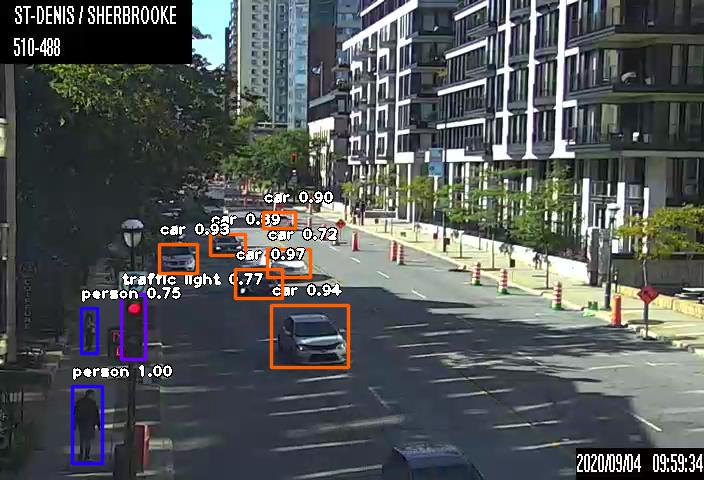 ST-DENIS / SHERBROOKE
510-488
car 0.90
car 0.89
car 0.93
car 0.72
car 0.97
traffic light 0.77
car 0.94
person 0.75
person 1.00
2020/09/04 09:59:34